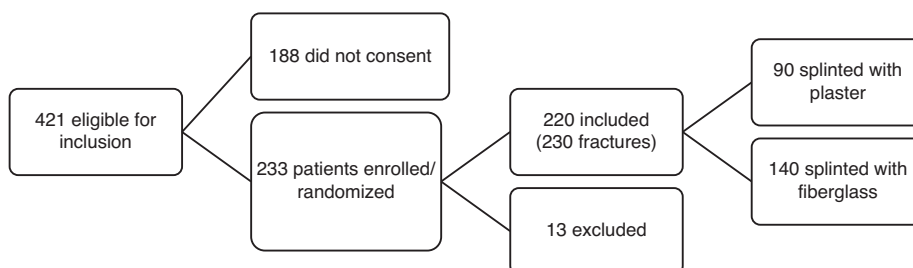 421 eligible for
inclusion
188 did not consent
233 patients enrolled/
randomized
220 included
(230 fractures)
13 excluded
90 splinted with
plaster
140 splinted with
fiberglass